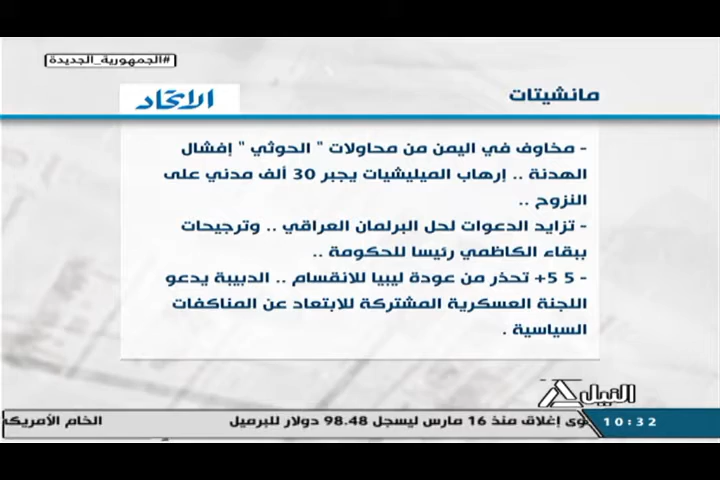 #الجمهورية_الجديدة
مانشيتات
الاتحاد
- مخاوف في اليمن من محاولات " الحوثي " إفشال
الهدنة .. إرهاب الميليشيات يجبر 30 ألف مدني على
النزوح ..
- تزايد الدعوات لحل البرلمان العراقي .. وترجيحات
ببقاء الكاظمي رئيسا للحكومة ..
- 5 5+ تحذر من عودة ليبيا للانقسام .. الدبيبة يدعو
اللجنة العسكرية المشتركة للابتعاد عن المناكفات
السياسية .
النيل
10:32
وى إغلاق منذ 16 مارس ليسجل 98.48 دولار للبرميل
الخام الأمريك